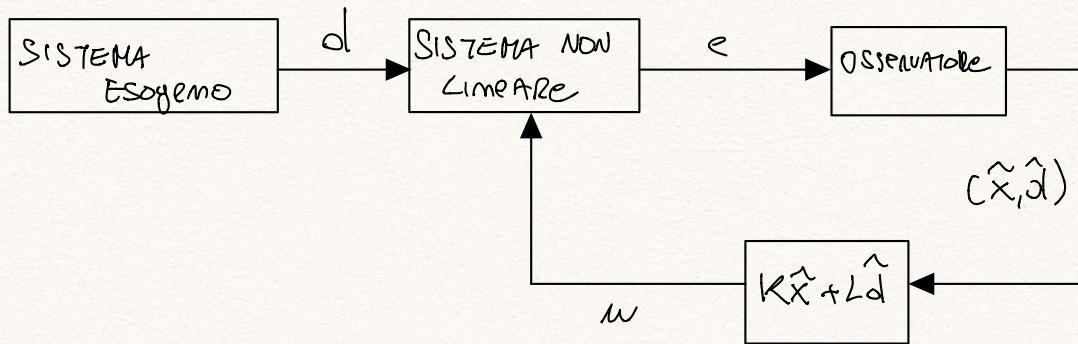 SISTEMA
ESOGENO
d
SISTEMA NON
LINEARE
e
OSSERVATORE
(x̂, d̂)
Kx̂ + Ld̂
u